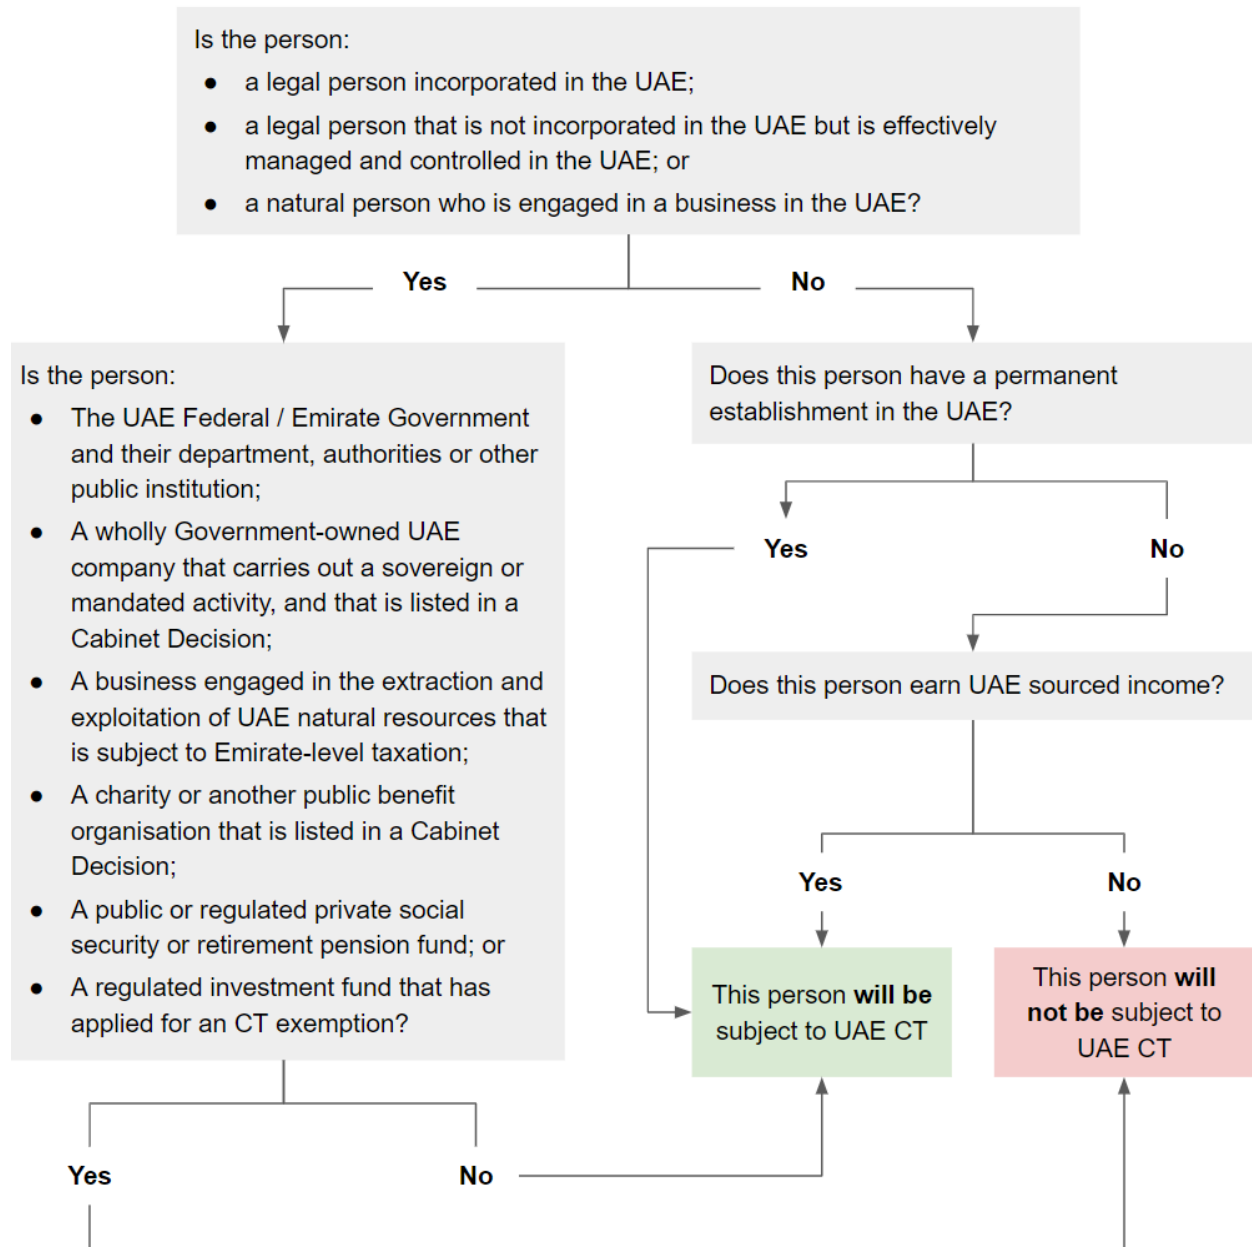 Is the person:
● a legal person incorporated in the UAE;
● a legal person that is not incorporated in the UAE but is effectively
managed and controlled in the UAE; or
● a natural person who is engaged in a business in the UAE?
Yes
No
Is the person:
● The UAE Federal / Emirate Government
and their department, authorities or other
public institution;
● A wholly Government-owned UAE
company that carries out a sovereign or
mandated activity, and that is listed in a
Cabinet Decision;
● A business engaged in the extraction and
exploitation of UAE natural resources that
is subject to Emirate-level taxation;
● A charity or another public benefit
organisation that is listed in a Cabinet
Decision;
● A public or regulated private social
security or retirement pension fund; or
● A regulated investment fund that has
applied for an CT exemption?
Yes
No
Does this person have a permanent
establishment in the UAE?
Yes
No
Does this person earn UAE sourced income?
Yes
No
This person will be
subject to UAE CT
This person will
not be subject to
UAE CT